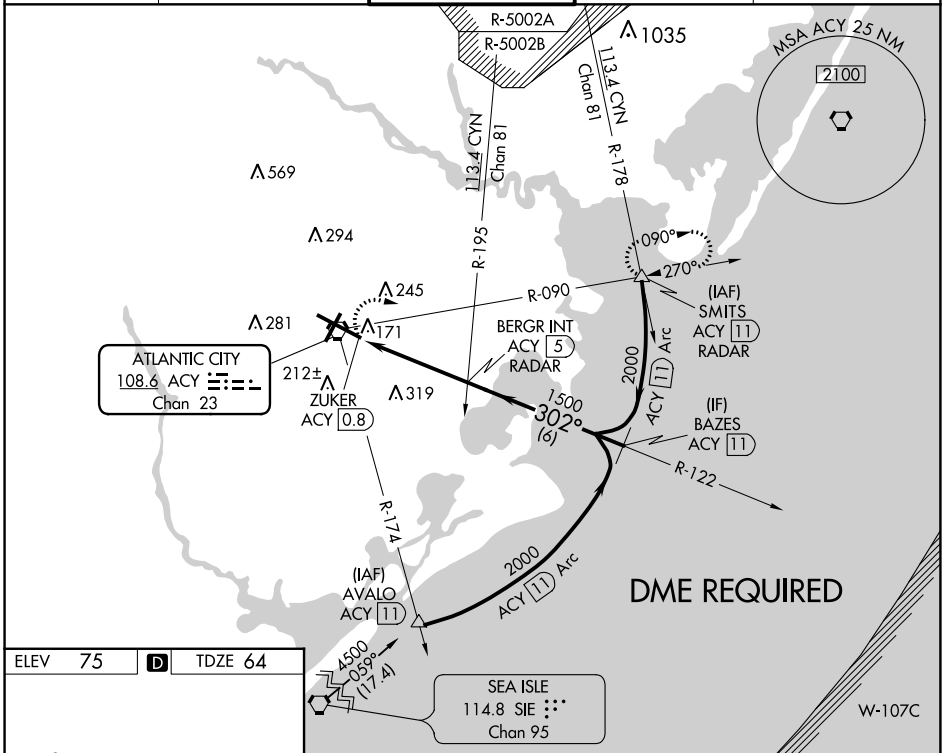 R-5002A
R-5002B
1035
MSA ACY 25 NM
2100
113.4 CYN
Chan 81
R-178
113.4 CYN
Chan 81
R-195
569
294
245
281
171
212±
319
R-090
090°
270°
(IAF)
SMITS
ACY 11
RADAR
BERGR INT
ACY 5
RADAR
ATLANTIC CITY
108.6 ACY
Chan 23
ZUKER
ACY 0.8
2000
ACY 11 Arc
1500
302°
(6)
(IF)
BAZES
ACY 11
R-122
R-174
2000
ACY 11 Arc
(IAF)
AVALO
ACY 11
DME REQUIRED
4500
059°
(17.4)
ELEV 75 D TDZE 64
SEA ISLE
114.8 SIE
Chan 95
W-107C